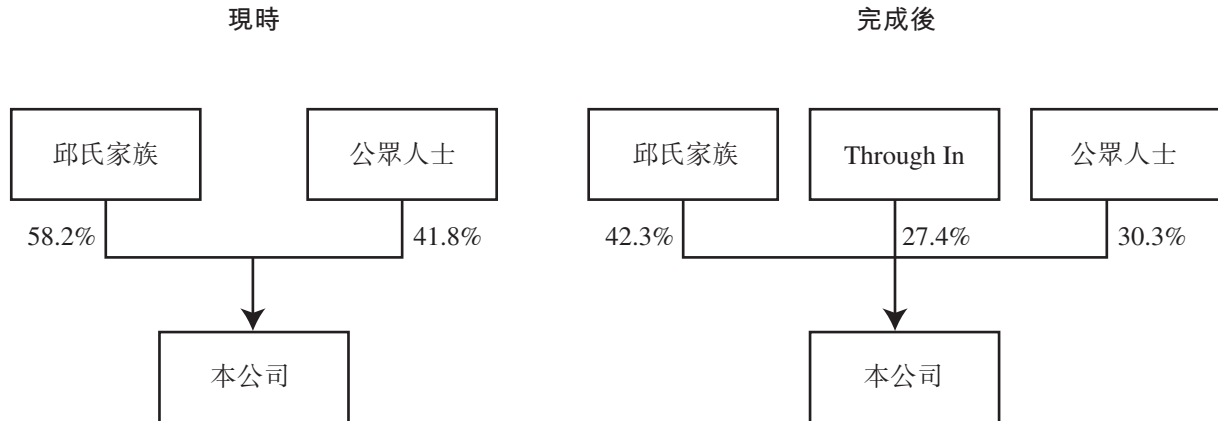 現時
完成後
邱氏家族
公眾人士
邱氏家族
Through In
公眾人士
58.2%
41.8%
42.3%
27.4%
30.3%
本公司
本公司